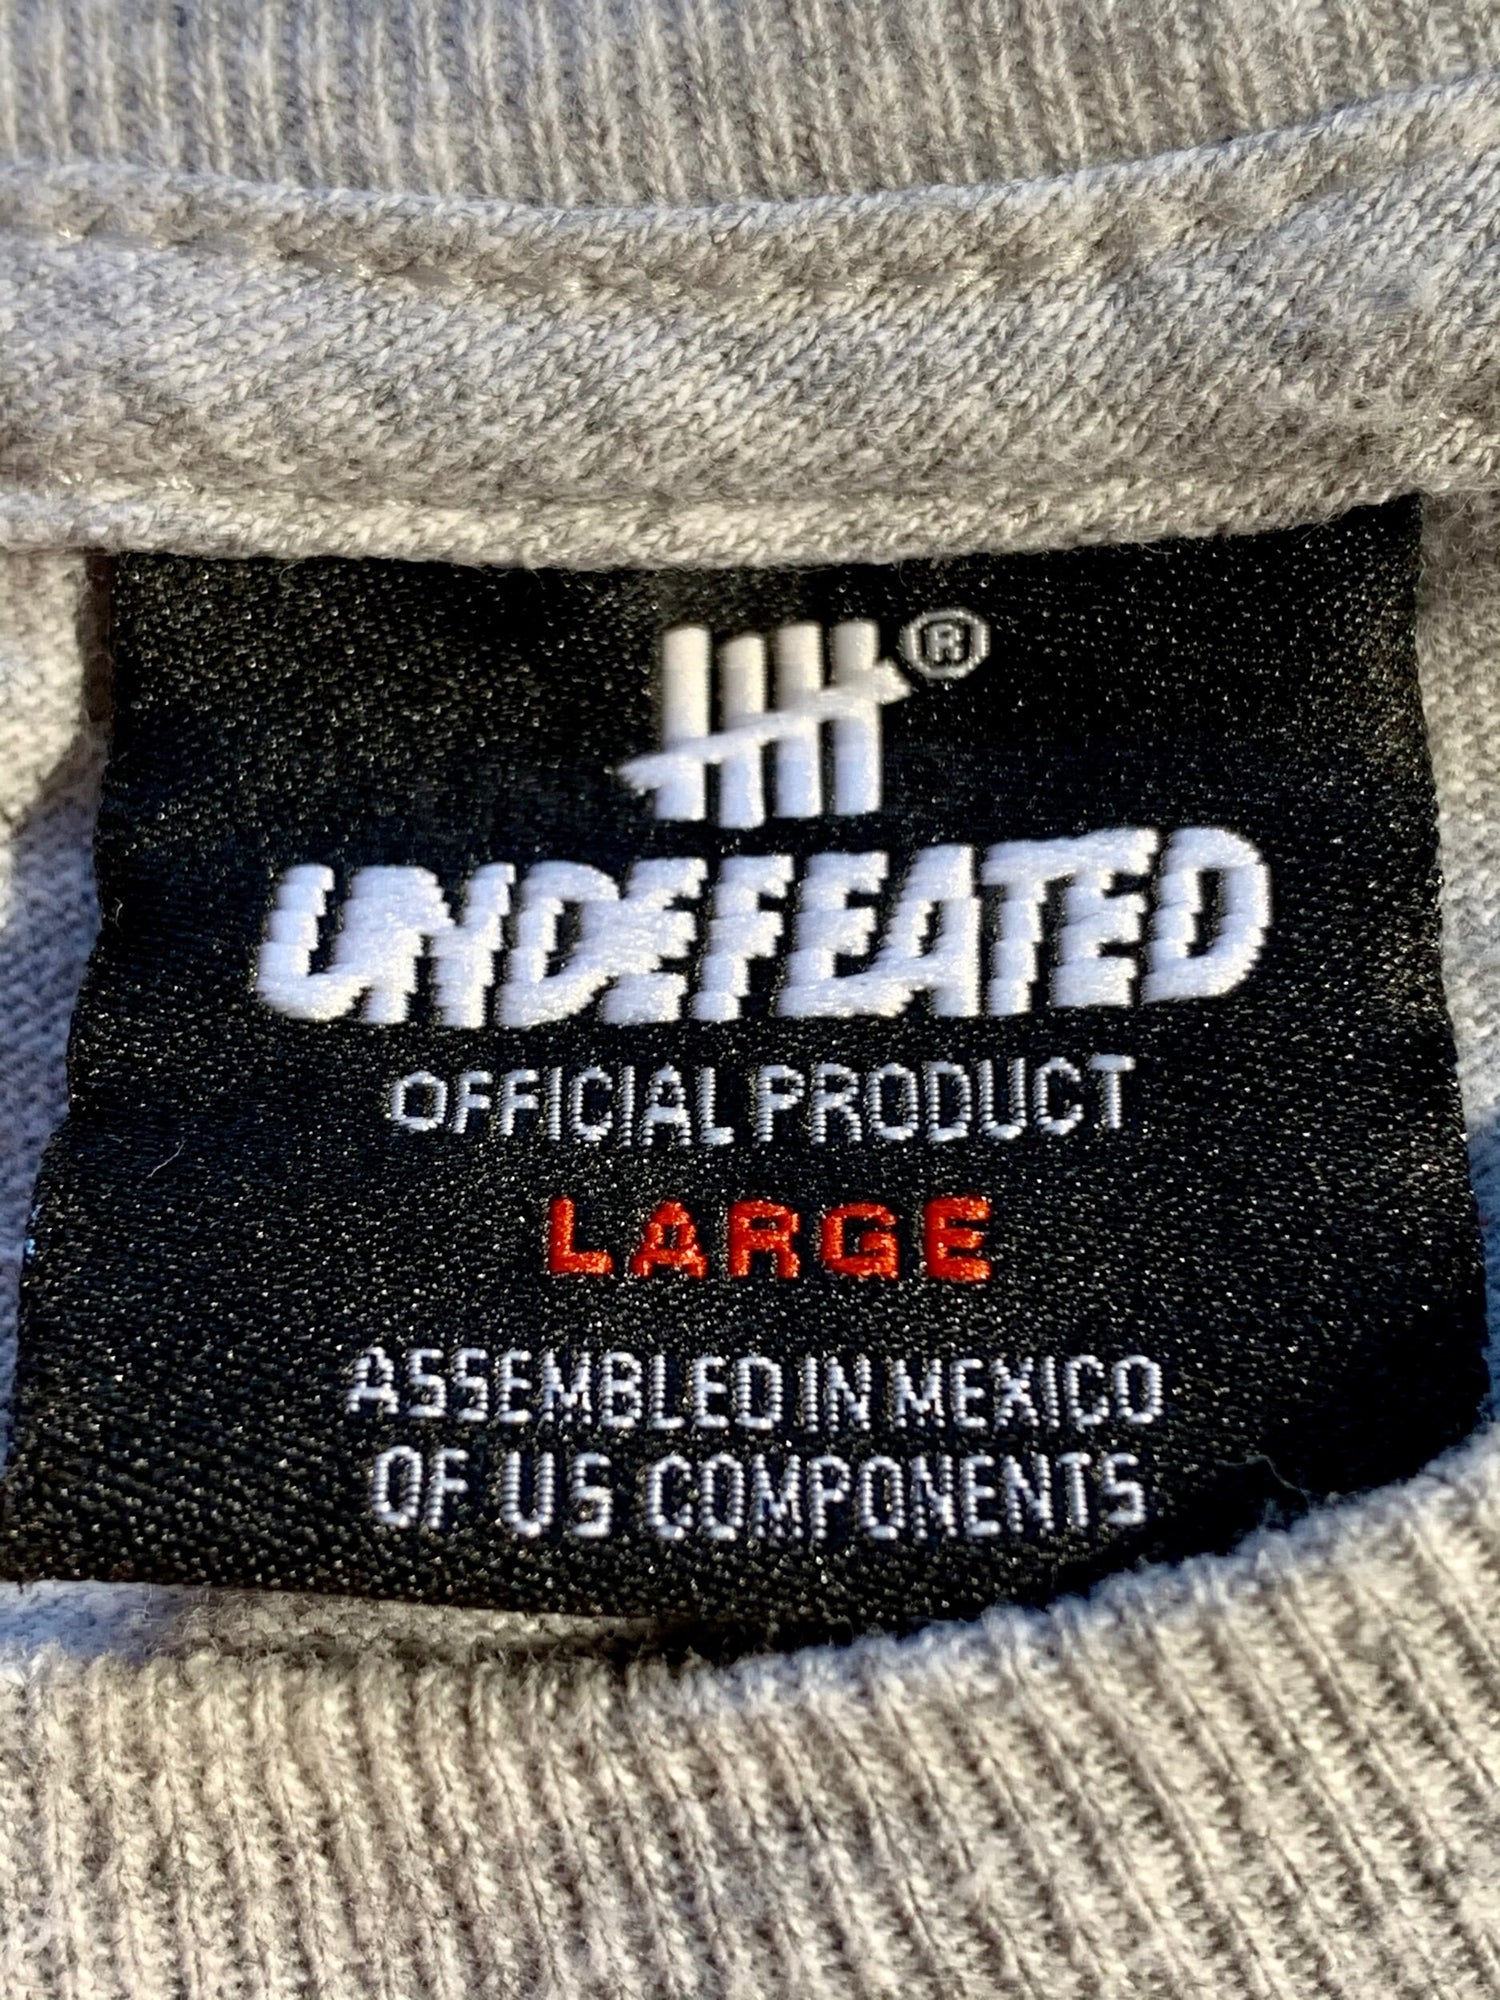 ®
UNDEFEATED
OFFICIAL PRODUCT
LARGE
ASSEMBLED IN MEXICO
OF US COMPONENTS